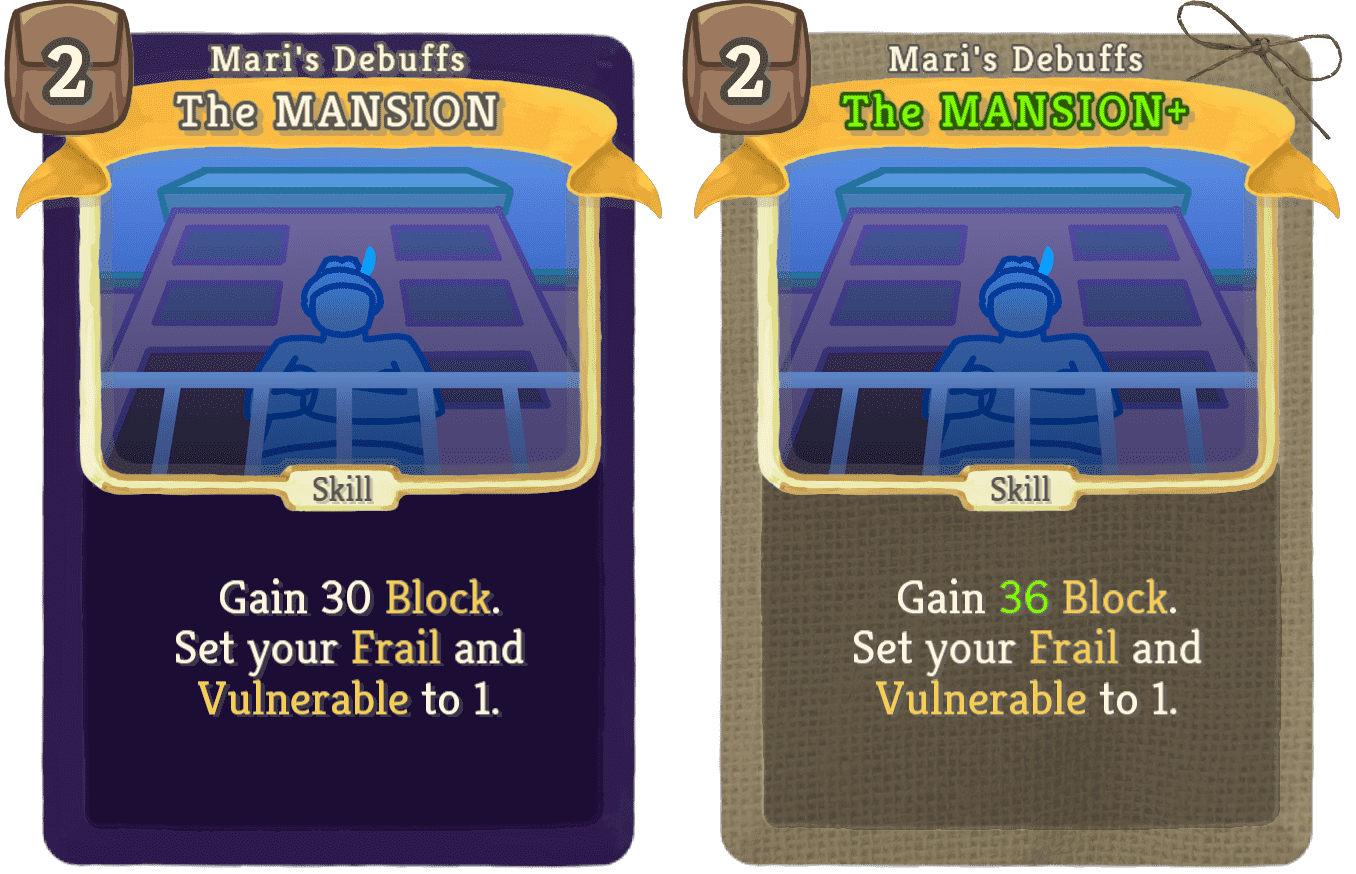 2
Mari's Debuffs
The MANSION
Skill
Gain 30 Block.
Set your Frail and
Vulnerable to 1.
2
Mari's Debuffs
The MANSION+
Skill
Gain 36 Block.
Set your Frail and
Vulnerable to 1.